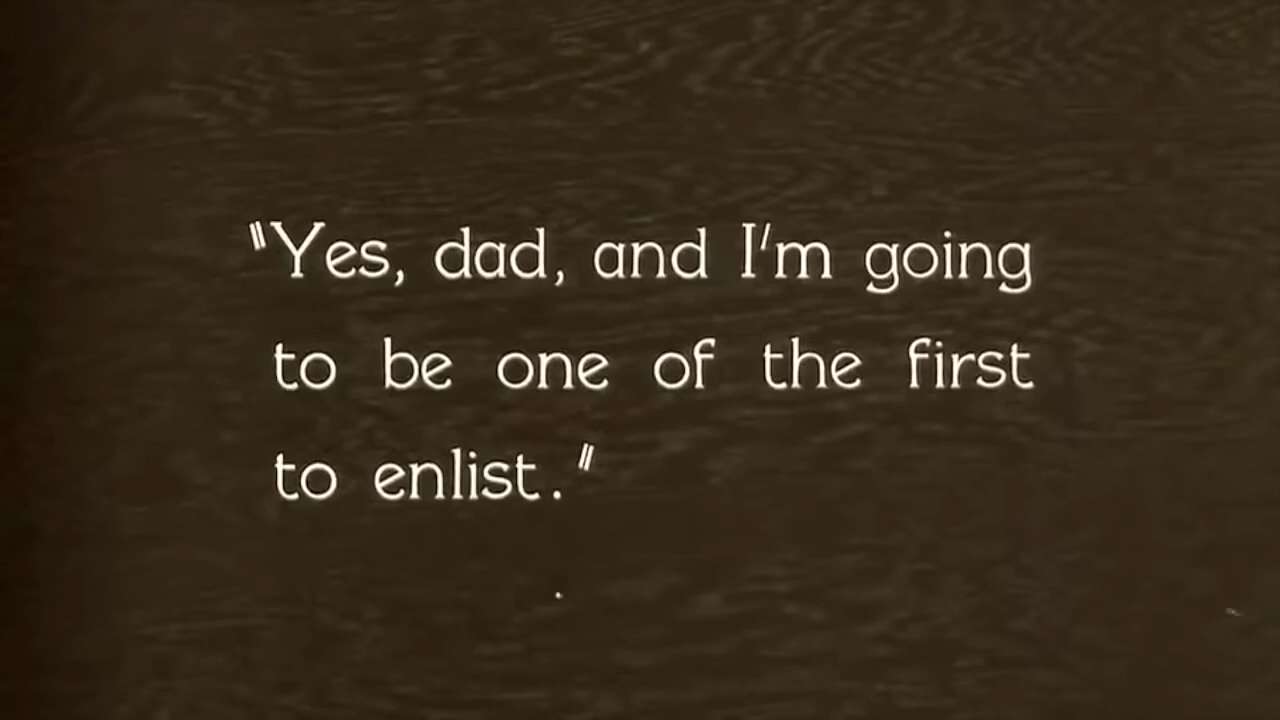 "Yes, dad, and I'm going
to be one of the first
to enlist."